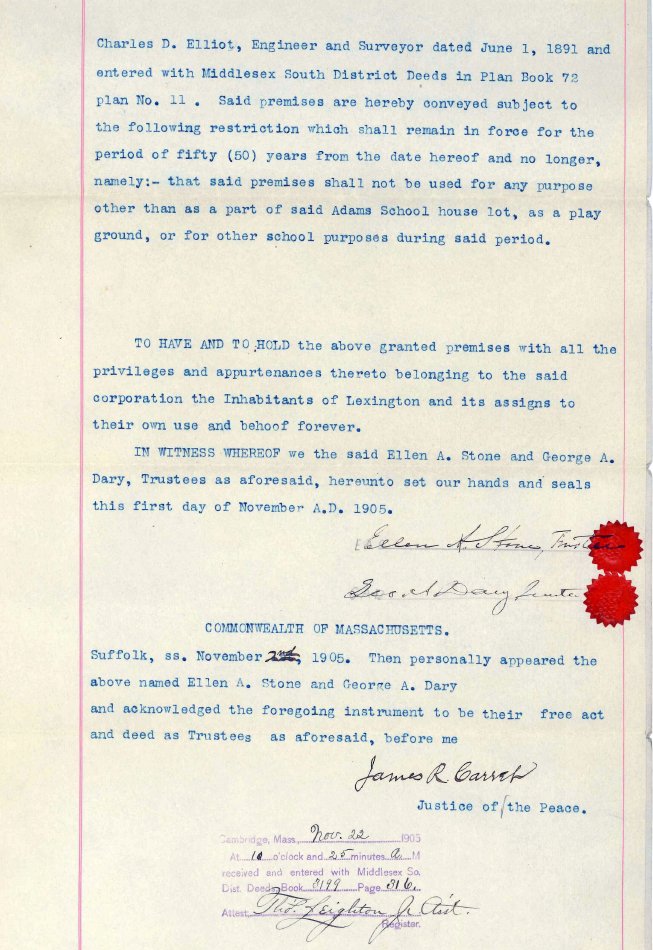 Charles D. Elliot, Engineer and Surveyor dated June 1, 1891 and
entered with Middlesex South District Deeds in Plan Book 72
plan No. 11 . Said premises are hereby conveyed subject to
the following restriction which shall remain in force for the
period of fifty (50) years from the date hereof and no longer,
namely:- that said premises shall not be used for any purpose
other than as a part of said Adams School house lot, as a play
ground, or for other school purposes during said period.
TO HAVE AND TO HOLD the above granted premises with all the
privileges and appurtenances thereto belonging to the said
corporation the Inhabitants of Lexington and its assigns to
their own use and behoof forever.
IN WITNESS WHEREOF we the said Ellen A. Stone and George A.
Dary, Trustees as aforesaid, hereunto set our hands and seals
this first day of November A.D. 1905.
Ellen A. Stone, Trustee
Geo. A. Dary Trustee
COMMONWEALTH OF MASSACHUSETTS.
Suffolk, ss. November 2nd, 1905. Then personally appeared the
above named Ellen A. Stone and George A. Dary
and acknowledged the foregoing instrument to be their free act
and deed as Trustees as aforesaid, before me
James R Carret
Justice of the Peace.
Cambridge, Mass. Nov. 22 1905
At 10 o'clock and 25 minutes A. M
received and entered with Middlesex So.
Dist. Deeds Book 3199 Page 316.
Attest: Tho. Leighton Jr Asst.
Register.